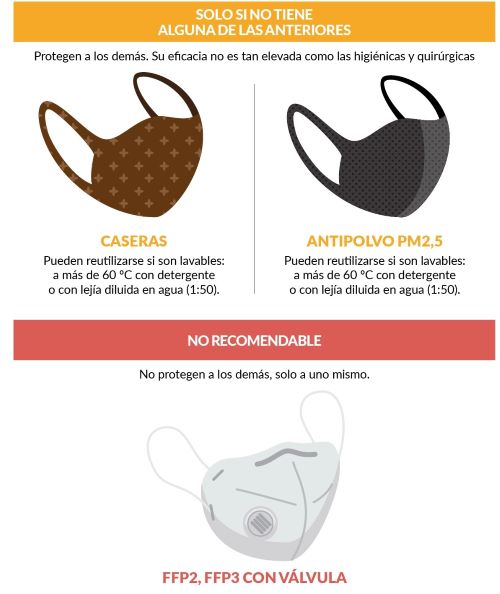 SOLO SI NO TIENE
ALGUNA DE LAS ANTERIORES
Protegen a los demás. Su eficacia no es tan elevada como las higiénicas y quirúrgicas
CASERAS
Pueden reutilizarse si son lavables:
a más de 60 ºC con detergente
o con lejía diluida en agua (1:50).
ANTIPOLVO PM2,5
Pueden reutilizarse si son lavables:
a más de 60 ºC con detergente
o con lejía diluida en agua (1:50).
NO RECOMENDABLE
No protegen a los demás, solo a uno mismo.
FFP2, FFP3 CON VÁLVULA